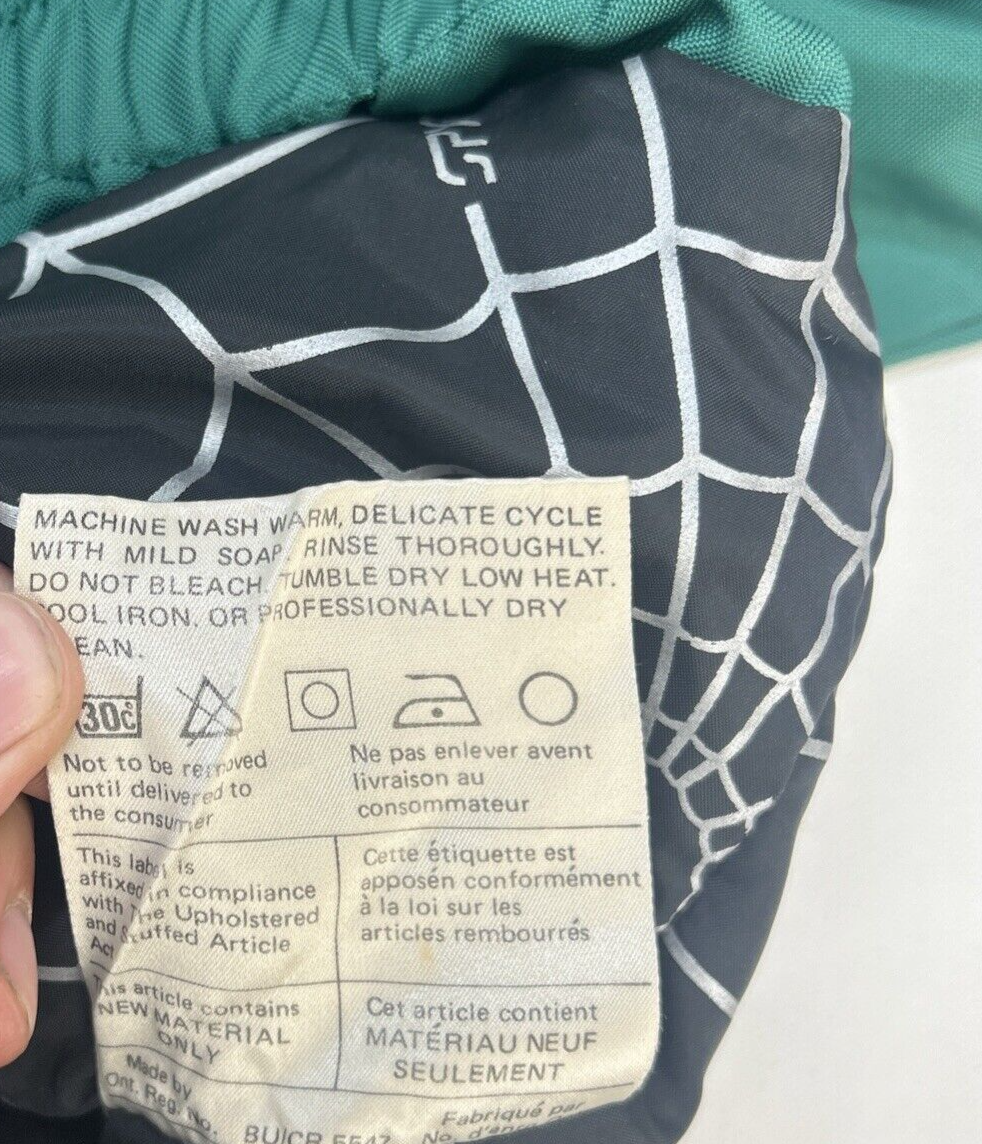 MACHINE WASH WARM, DELICATE CYCLE
WITH MILD SOAP. RINSE THOROUGHLY.
DO NOT BLEACH. TUMBLE DRY LOW HEAT.
OOL IRON. OR PROFESSIONALLY DRY
EAN.
30c
Not to be removed
until delivered to
the consumer
Ne pas enlever avent
livraison au
consommateur
This label is
affixed in compliance
with The Upholstered
and Stuffed Article
Act
Cette étiquette est
apposén conformément
à la loi sur les
articles rembourrés
This article contains
NEW MATERIAL
ONLY
Cet article contient
MATÉRIAU NEUF
SEULEMENT
Made by
Ont. Reg. No.
BU/CR 5547
Fabriqué par
No.